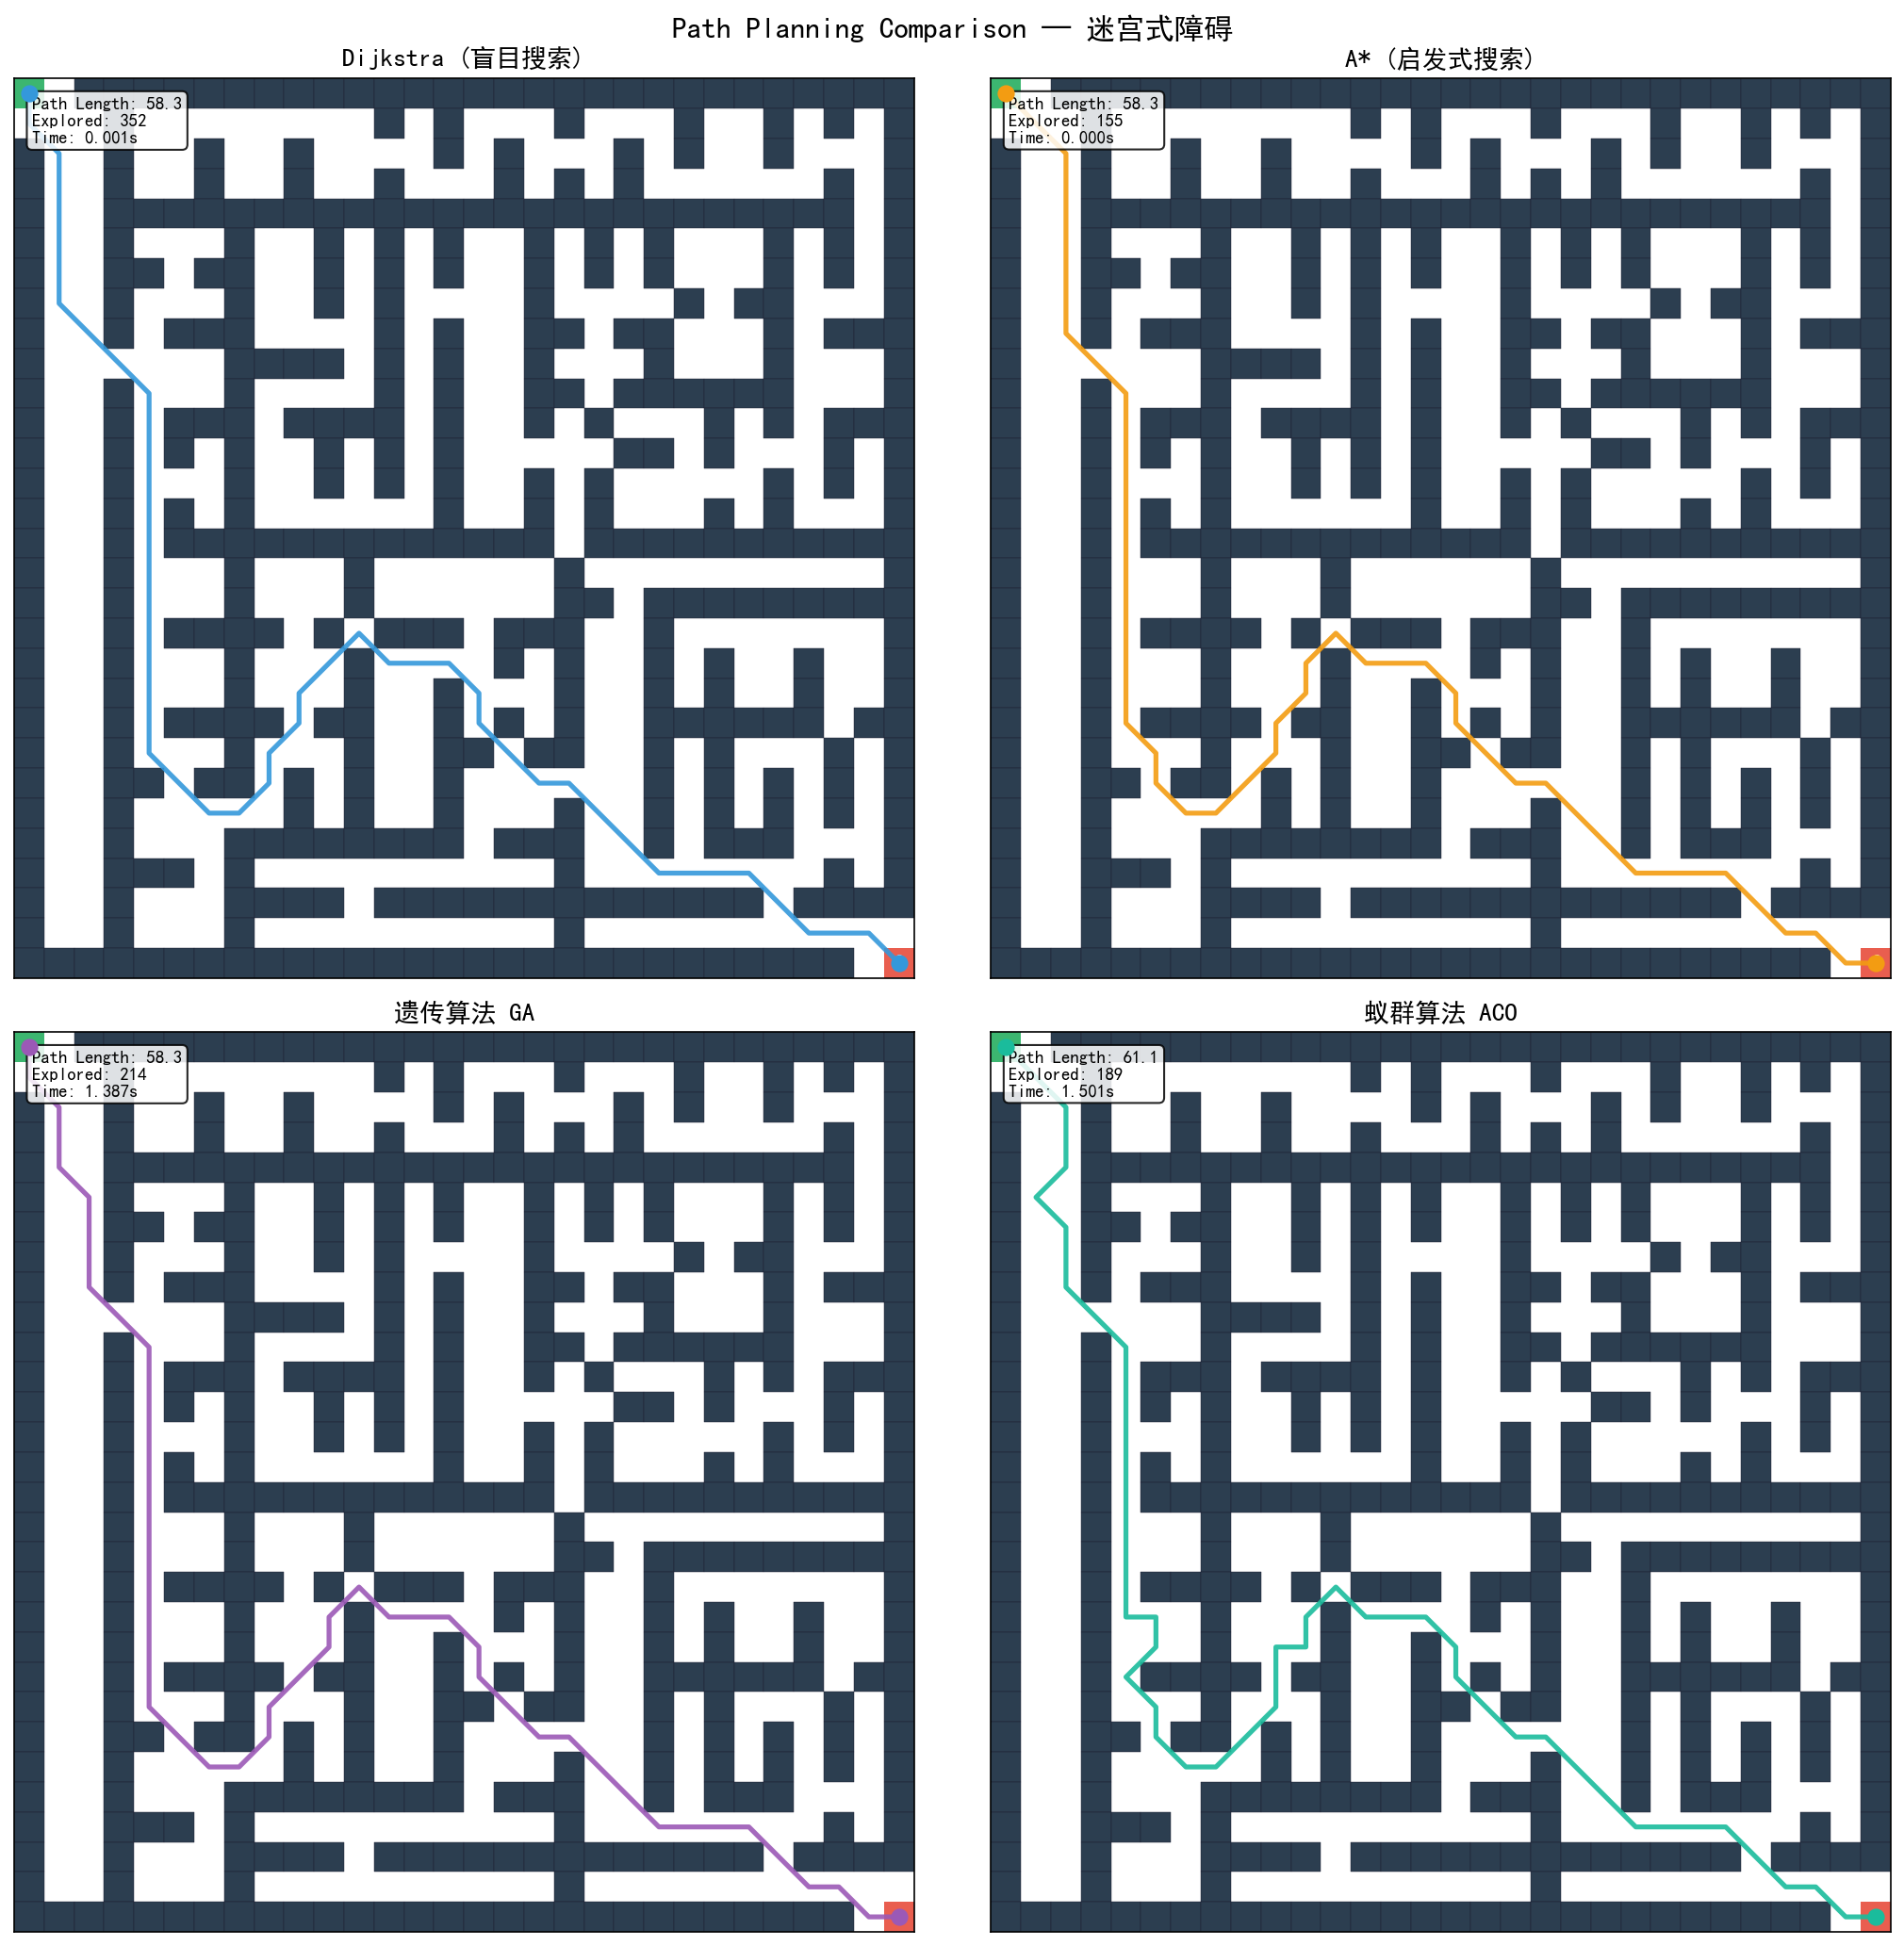 Path Planning Comparison — 迷宫式障碍
Dijkstra (盲目搜索)
Path Length: 58.3
Explored: 352
Time: 0.001s
A* (启发式搜索)
Path Length: 58.3
Explored: 155
Time: 0.000s
遗传算法 GA
Path Length: 58.3
Explored: 214
Time: 1.387s
蚁群算法 ACO
Path Length: 61.1
Explored: 189
Time: 1.501s